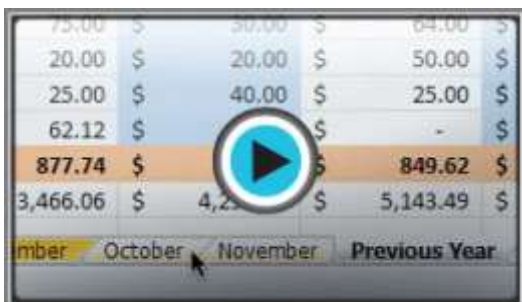 75.00 $ 30.00 $ 64.00 $
20.00 $ 20.00 $ 50.00 $
25.00 $ 40.00 $ 25.00 $
62.12 $ $ - $
877.74 $ $ 849.62 $
3,466.06 $ $ 5,143.49 $
October November Previous Year